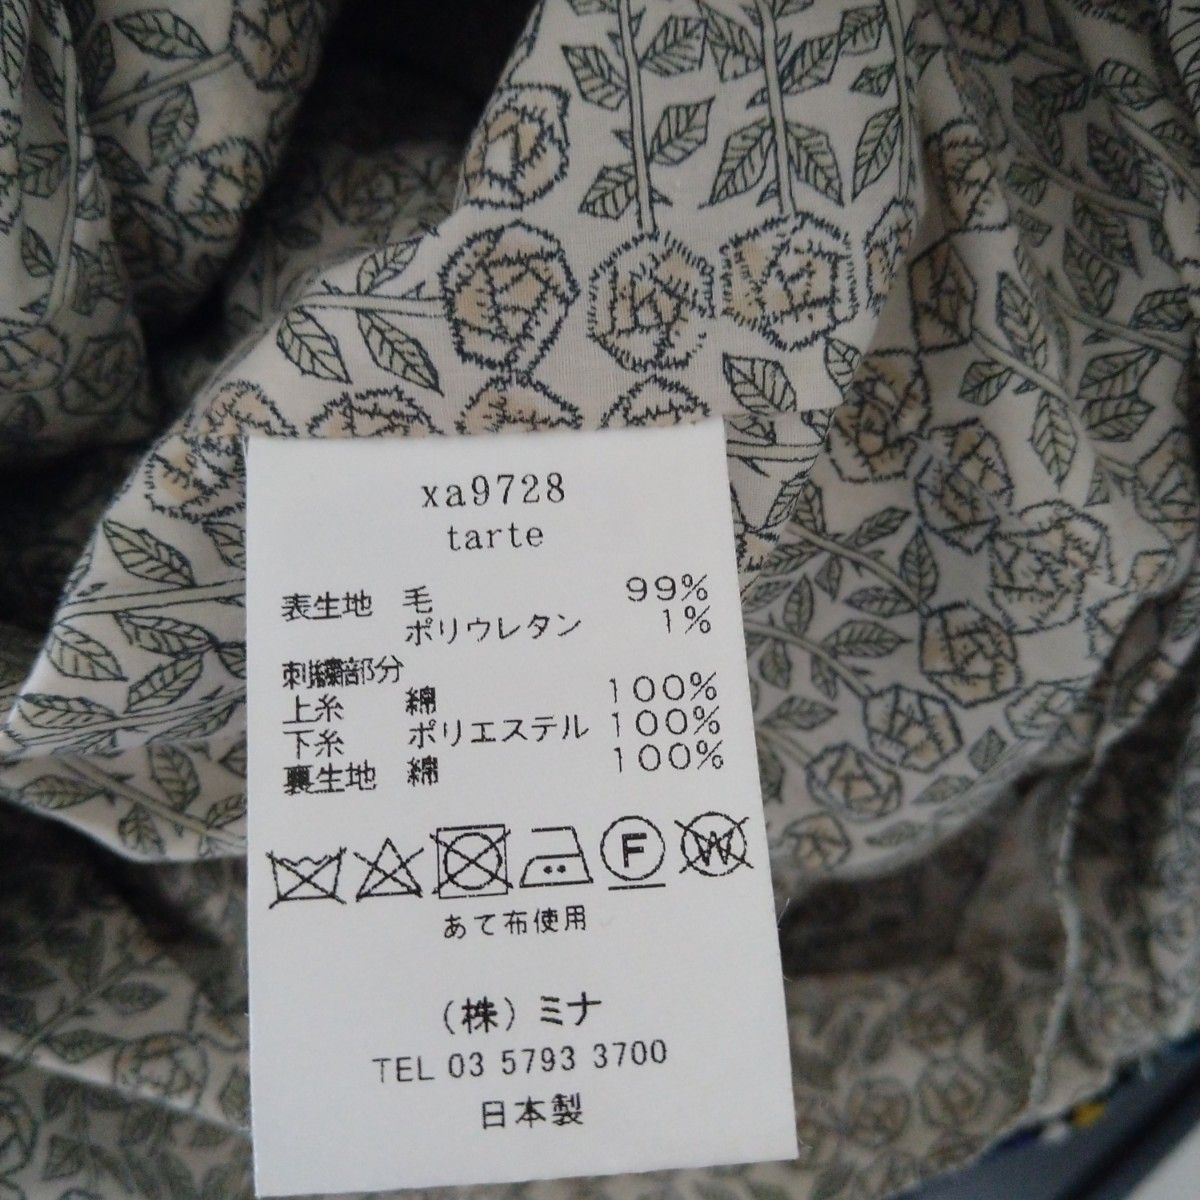 xa9728
tarte
表生地 毛 99%
ポリウレタン 1%
刺繍部分
上糸 綿 100%
下糸 ポリエステル 100%
裏生地 綿 100%
F W
あて布使用
(株)ミナ
TEL 03 5793 3700
日本製